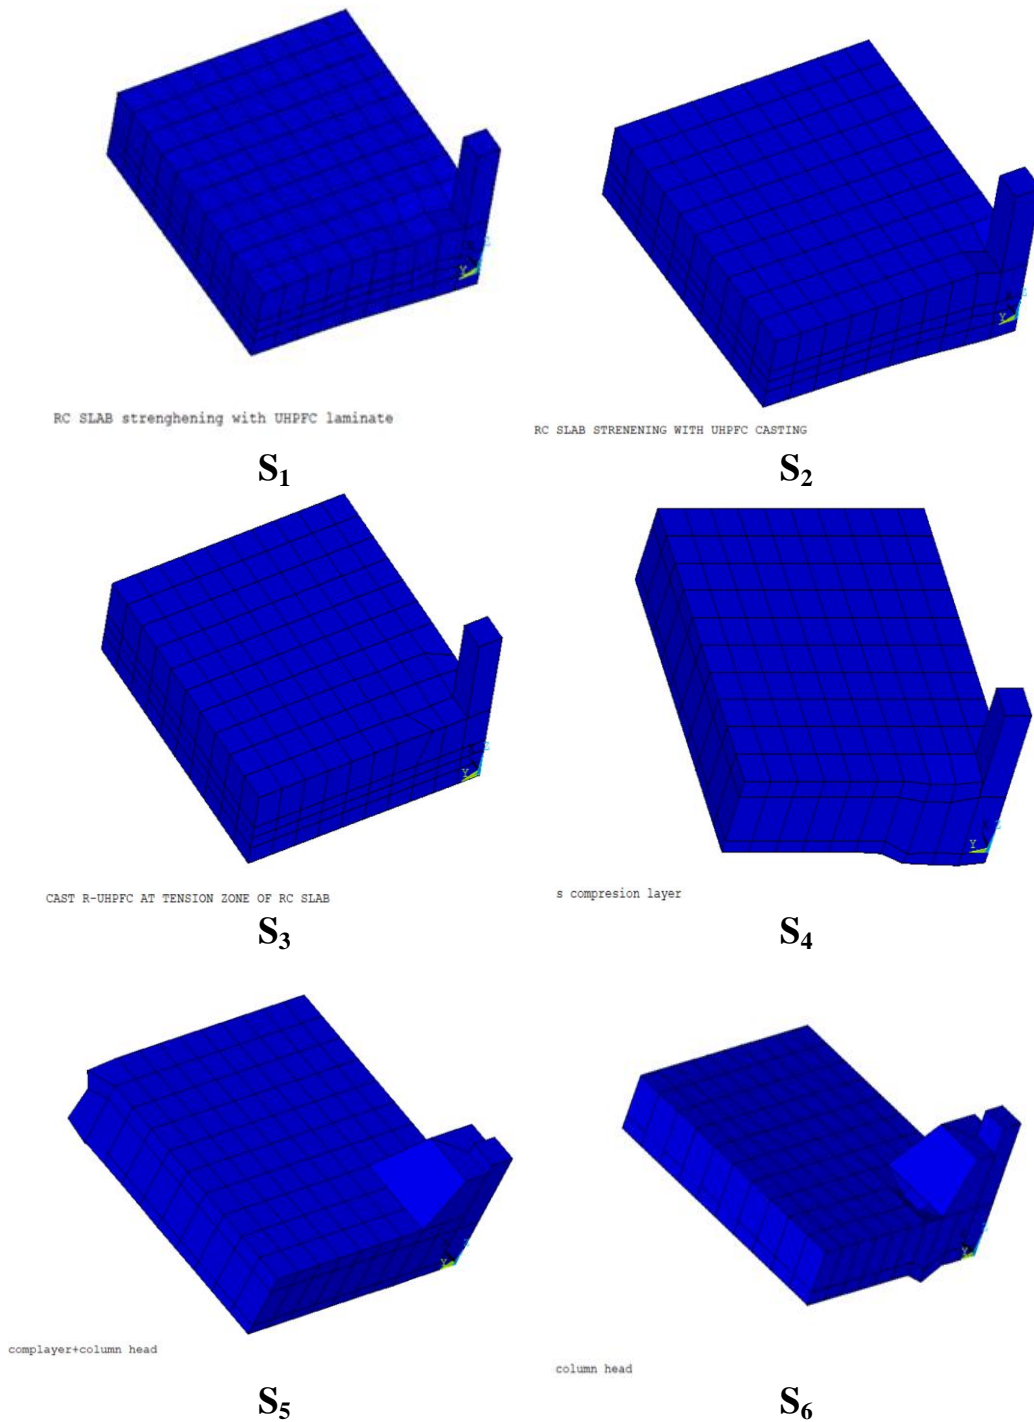 RC SLAB strenghening with UHPFC laminate
RC SLAB STRENENING WITH UHPFC CASTING
S1
S2
CAST R-UHPFC AT TENSION ZONE OF RC SLAB
s compresion layer
S3
S4
complayer+column head
column head
S5
S6